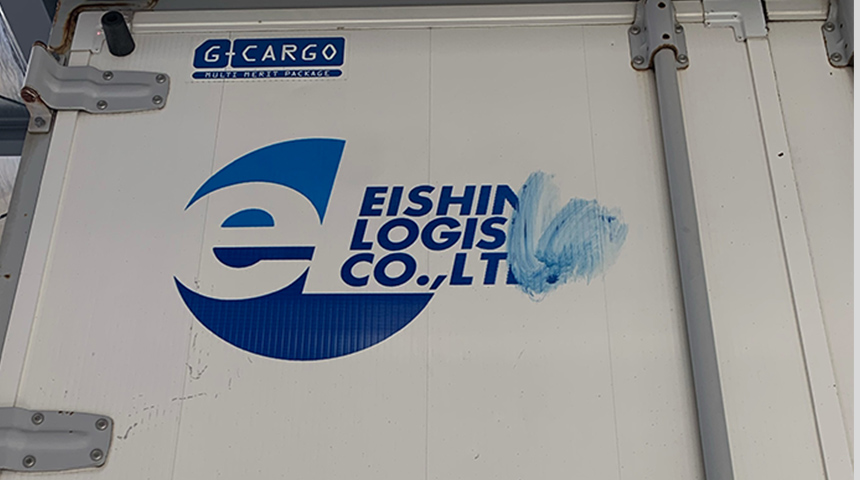 G-CARGO
MULTI MERIT PACKAGE
e
EISHIN
LOGIS
CO.,LT